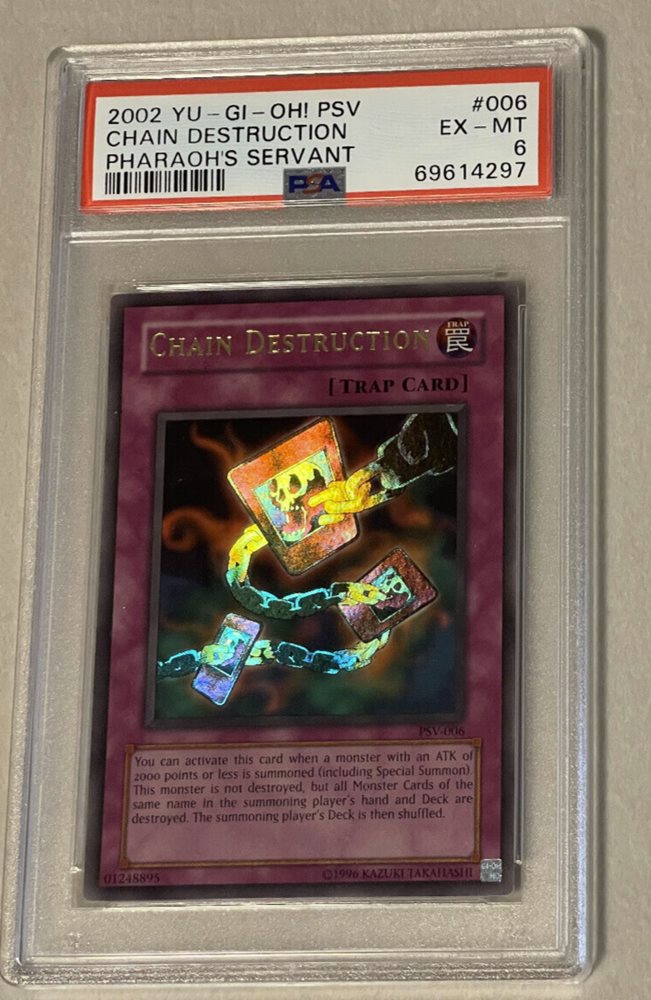 2002 YU-GI-OH! PSV #006
CHAIN DESTRUCTION EX-MT
PHARAOH'S SERVANT 6
PSA 69614297
CHAIN DESTRUCTION TRAP 罠
[TRAP CARD]
PSV-006
You can activate this card when a monster with an ATK of
2000 points or less is summoned (including Special Summon).
This monster is not destroyed, but all Monster Cards of the
same name in the summoning player's hand and Deck are
destroyed. The summoning player's Deck is then shuffled.
01248895 ©1996 KAZUKI TAKAHASHI